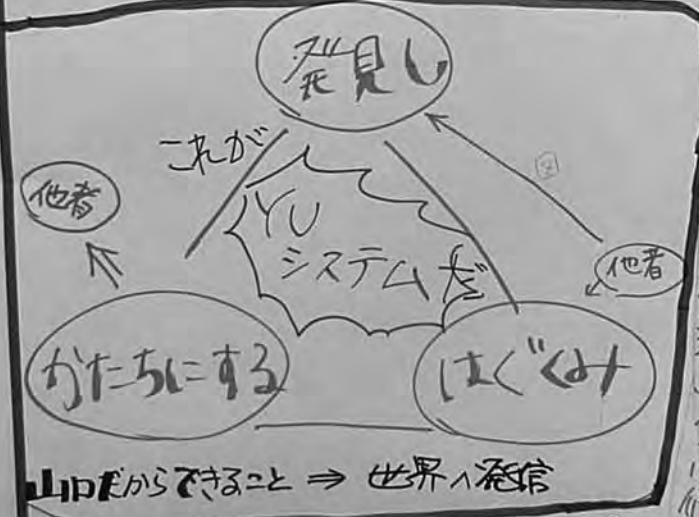 発見し
これが
他者
YU
システムだ
他者
かたちにする
はぐくみ
山口だからできること ⇒ 世界へ発信